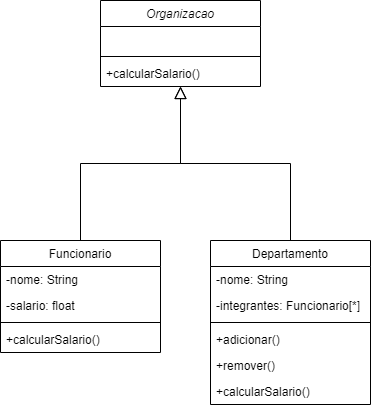 Organizacao
+calcularSalario()
Funcionario
-nome: String
-salario: float
+calcularSalario()
Departamento
-nome: String
-integrantes: Funcionario[*]
+adicionar()
+remover()
+calcularSalario()